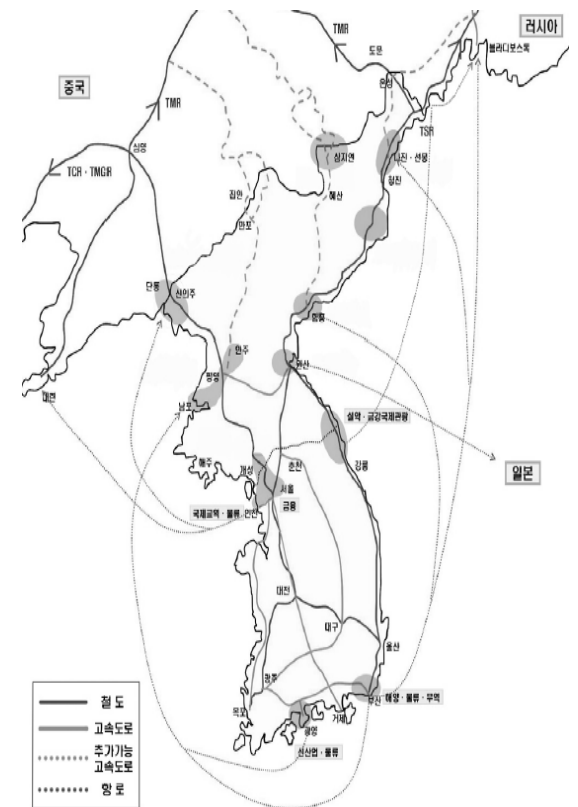 러시아
TMR
블라디보스톡
도문
중국
온성
TMR
TSR
심양
삼지연
나진 · 선봉
TCR · TMGR
청진
집안
혜산
만포
단동
신의주
함흥
안주
원산
평양
대련
남포
설악 · 금강국제관광
해주
개성
춘천
강릉
일본
서울
국제교역 · 물류, 인천
금융
대전
대구
울산
광주
부산
해양 · 물류 · 무역
목포
광양
거제
신산업 · 물류
철 도
고속도로
추가가능
고속도로
항 로